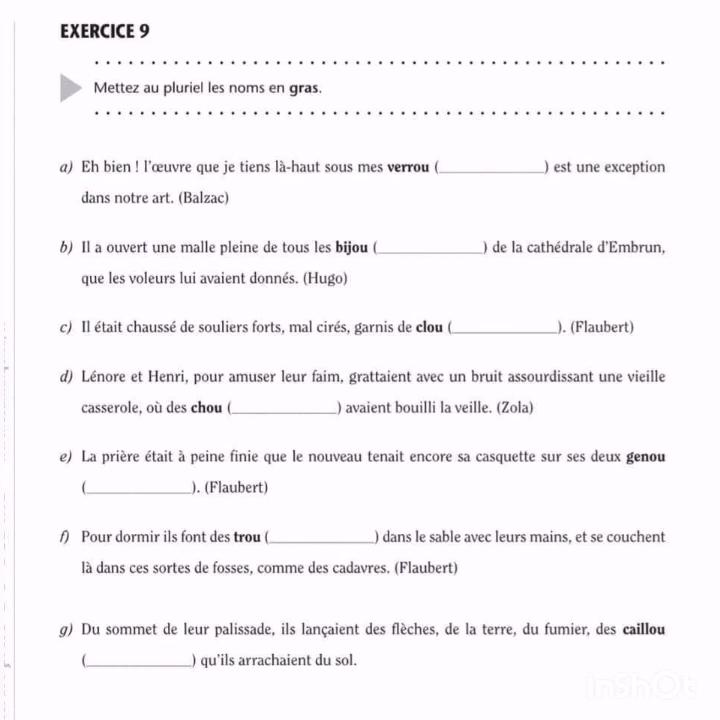 EXERCICE 9
Mettez au pluriel les noms en gras.
a) Eh bien ! l'œuvre que je tiens là-haut sous mes verrou (_____________) est une exception
dans notre art. (Balzac)
b) Il a ouvert une malle pleine de tous les bijou (_____________) de la cathédrale d'Embrun,
que les voleurs lui avaient donnés. (Hugo)
c) Il était chaussé de souliers forts, mal cirés, garnis de clou (_____________). (Flaubert)
d) Lénore et Henri, pour amuser leur faim, grattaient avec un bruit assourdissant une vieille
casserole, où des chou (_____________) avaient bouilli la veille. (Zola)
e) La prière était à peine finie que le nouveau tenait encore sa casquette sur ses deux genou
(_____________). (Flaubert)
f) Pour dormir ils font des trou (_____________) dans le sable avec leurs mains, et se couchent
là dans ces sortes de fosses, comme des cadavres. (Flaubert)
g) Du sommet de leur palissade, ils lançaient des flèches, de la terre, du fumier, des caillou
(_____________) qu'ils arrachaient du sol.
InShOt